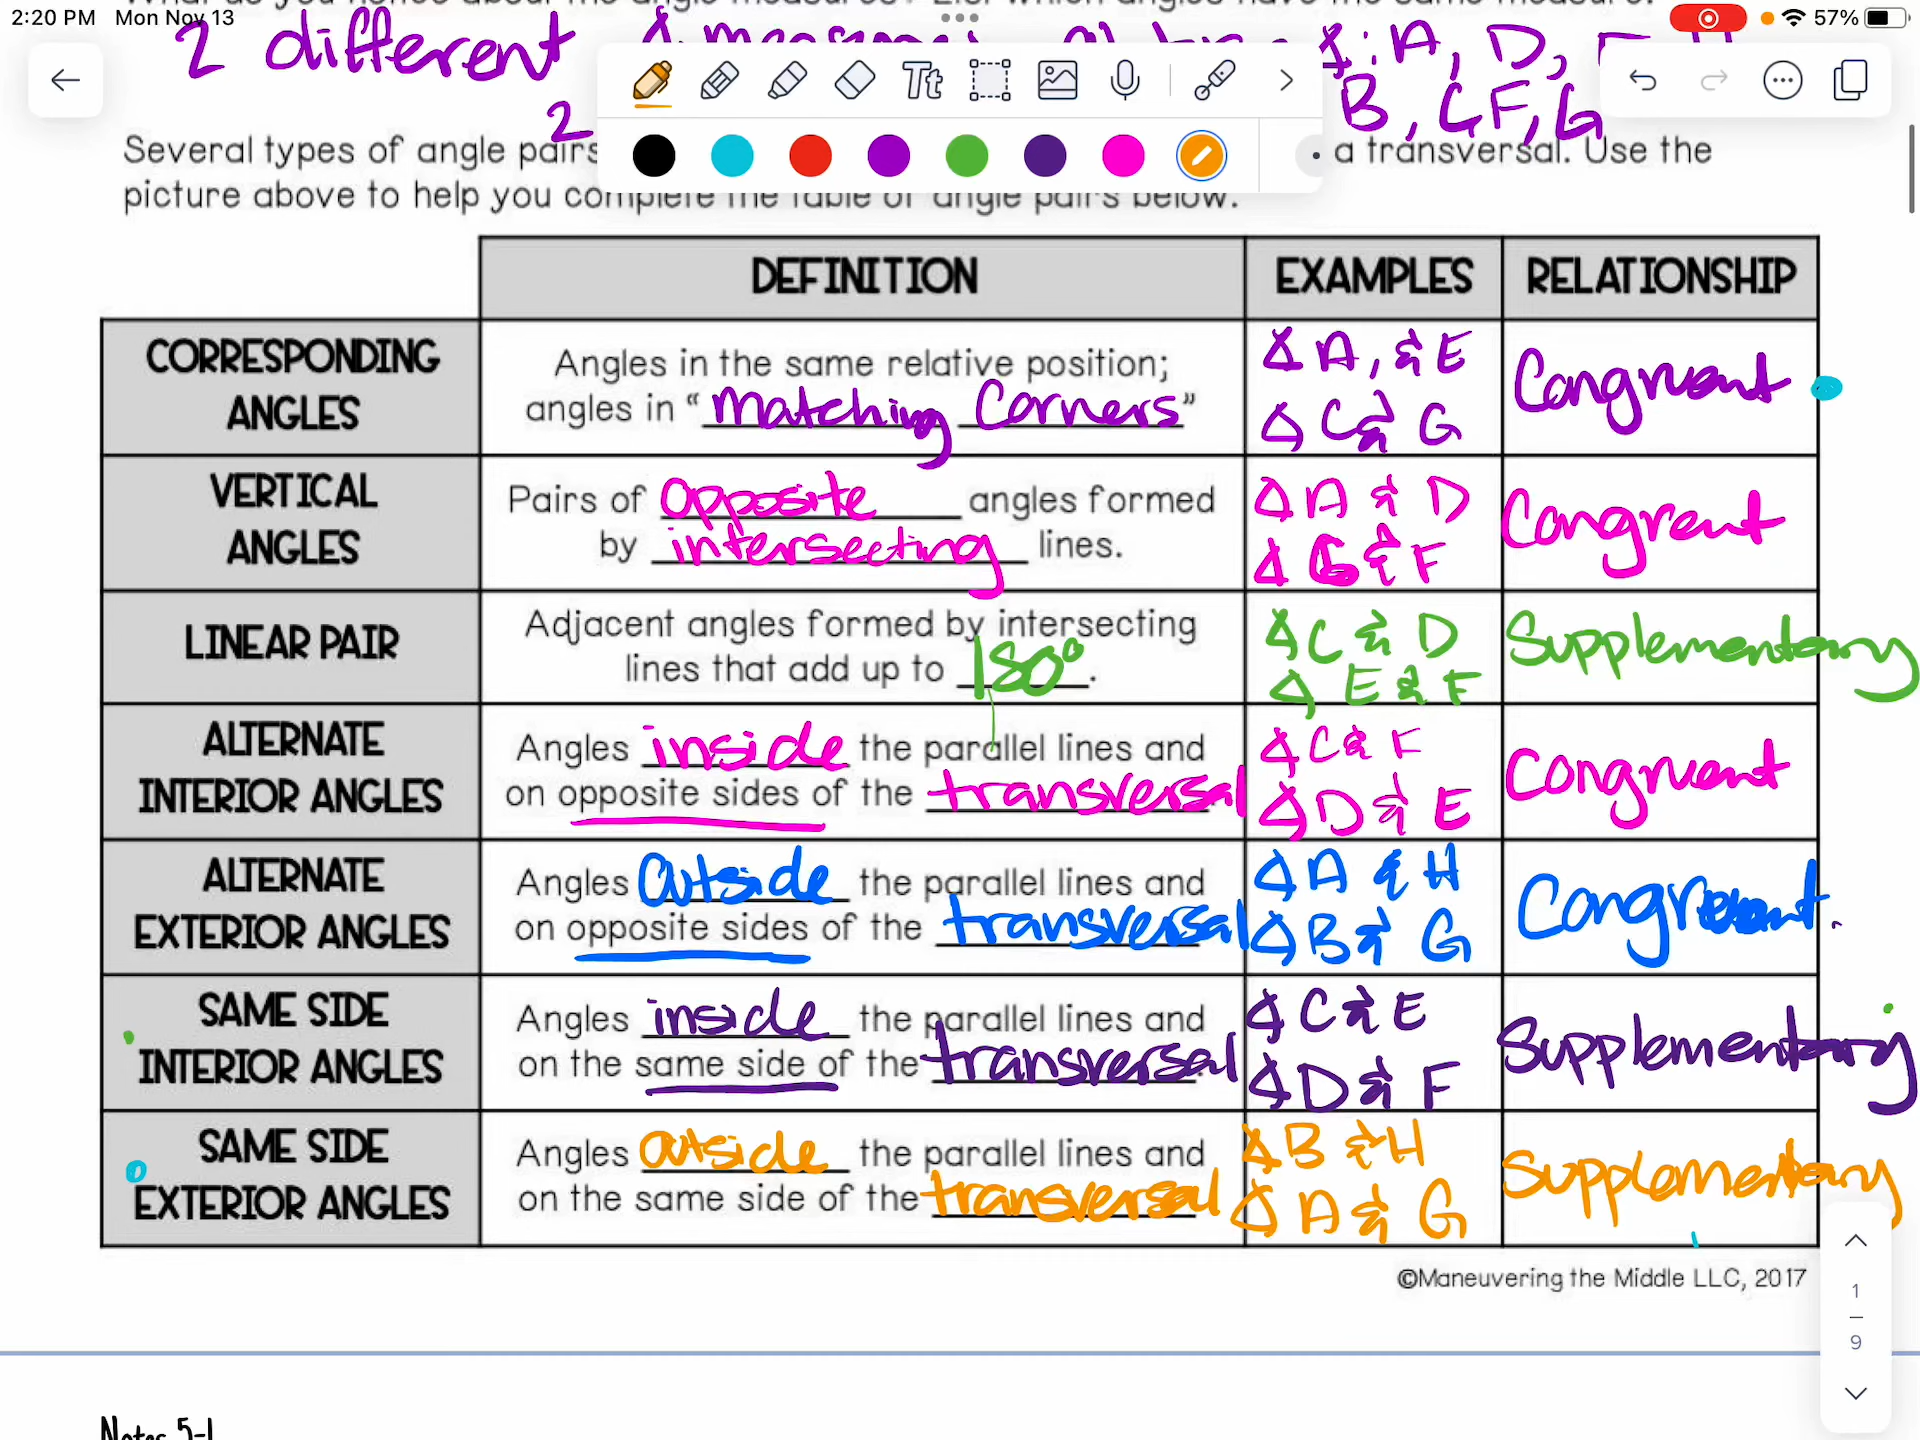 2:20 PM Mon Nov 13
57%
2 different
A, D,
2
B, C, F, G
Several types of angle pairs
a transversal. Use the
picture above to help you complete the table of angle pairs below.
DEFINITION EXAMPLES RELATIONSHIP
CORRESPONDING
ANGLES
Angles in the same relative position;
angles in “matching Corners”
∡ A, & E
∡ C & G
Congruent
VERTICAL
ANGLES
Pairs of Opposite angles formed
by intersecting lines.
∡ A & D
∡ G & F
Congrent
LINEAR PAIR
Adjacent angles formed by intersecting
lines that add up to 180°.
∡ C & D
∡ E & F
Supplementary
ALTERNATE
INTERIOR ANGLES
Angles inside the parallel lines and
on opposite sides of the transversal
∡ C & F
∡ D & E
Congruent
ALTERNATE
EXTERIOR ANGLES
Angles Outside the parallel lines and
on opposite sides of the transversal
∡ A & H
∡ B & G
Congruent.
SAME SIDE
INTERIOR ANGLES
Angles inside the parallel lines and
on the same side of the transversal
∡ C & E
∡ D & F
Supplementary
SAME SIDE
EXTERIOR ANGLES
Angles outside the parallel lines and
on the same side of the transversal
∡ B & H
∡ A & G
Supplementary
©Maneuvering the Middle LLC, 2017
1
9
Notes 5-1